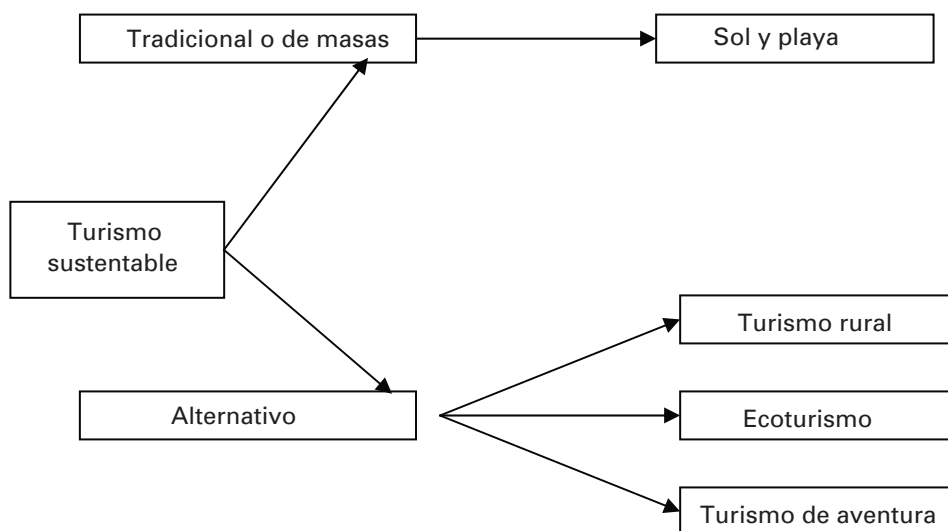 Tradicional o de masas
Sol y playa
Turismo
sustentable
Turismo rural
Alternativo
Ecoturismo
Turismo de aventura